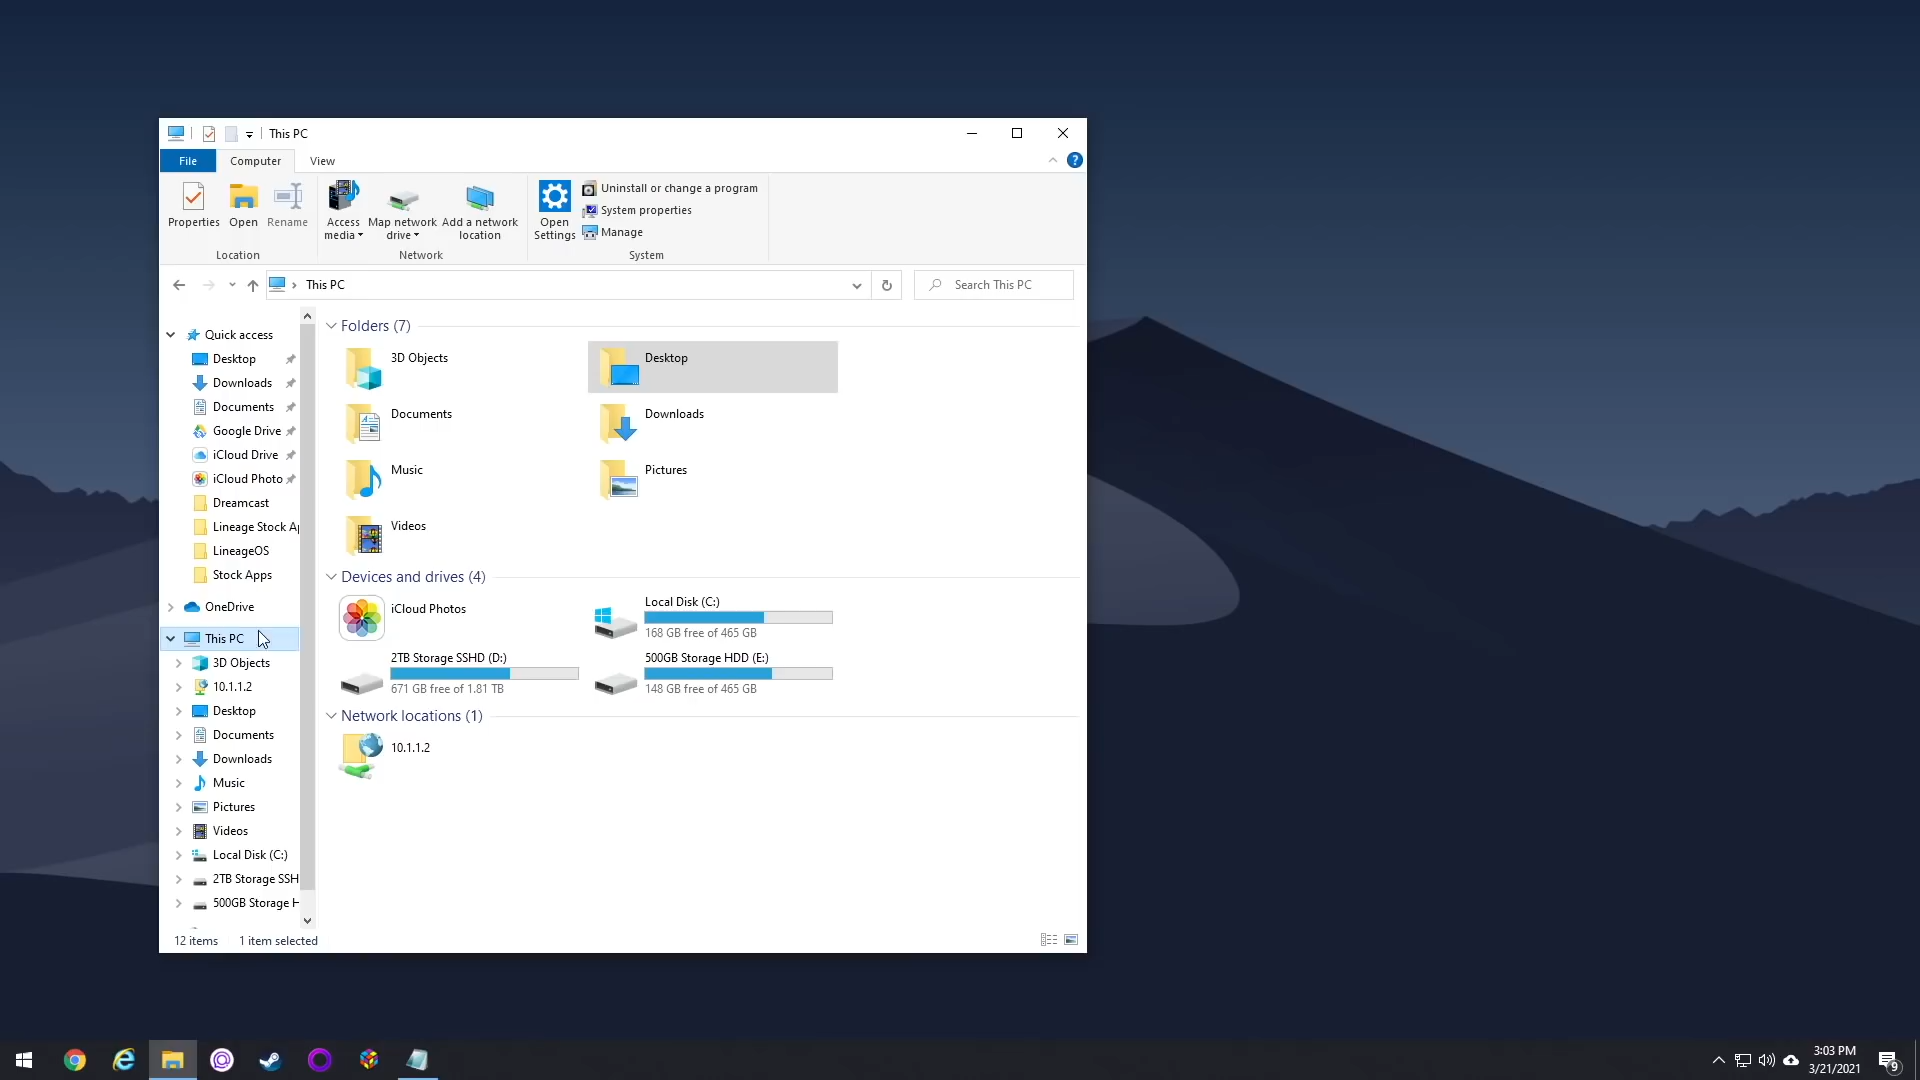 This PC
File Computer View
?
Uninstall or change a program
System properties
Manage
Properties Open Rename
Access media
Map network drive
Add a network location
Open Settings
Location Network System
This PC
Search This PC
Quick access
Desktop
Downloads
Documents
Google Drive
iCloud Drive
iCloud Photo
Dreamcast
Lineage Stock Ap
LineageOS
Stock Apps
OneDrive
This PC
3D Objects
10.1.1.2
Desktop
Documents
Downloads
Music
Pictures
Videos
Local Disk (C:)
2TB Storage SSH
500GB Storage H
Folders (7)
3D Objects
Desktop
Documents
Downloads
Music
Pictures
Videos
Devices and drives (4)
iCloud Photos
Local Disk (C:)
168 GB free of 465 GB
2TB Storage SSHD (D:)
671 GB free of 1.81 TB
500GB Storage HDD (E:)
148 GB free of 465 GB
Network locations (1)
10.1.1.2
12 items 1 item selected
3:03 PM
3/21/2021
9